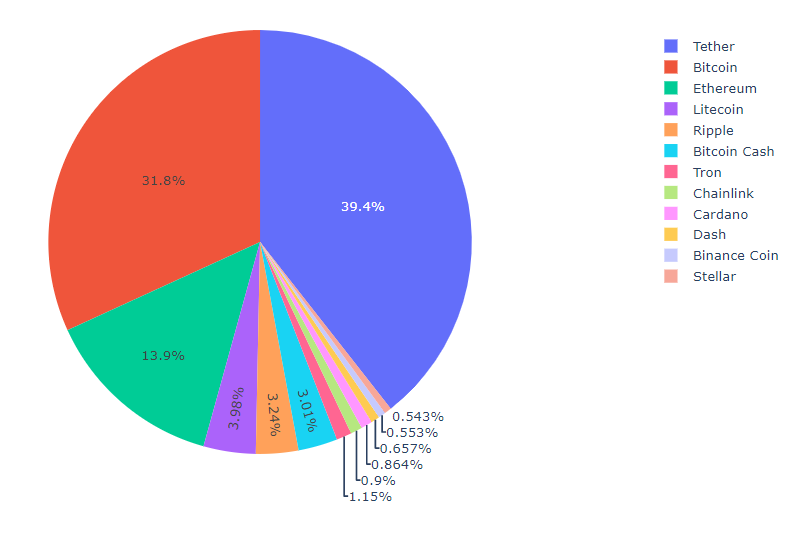 39.4%
31.8%
13.9%
3.98%
3.24%
3.01%
1.15%
0.9%
0.864%
0.657%
0.553%
0.543%
Tether
Bitcoin
Ethereum
Litecoin
Ripple
Bitcoin Cash
Tron
Chainlink
Cardano
Dash
Binance Coin
Stellar